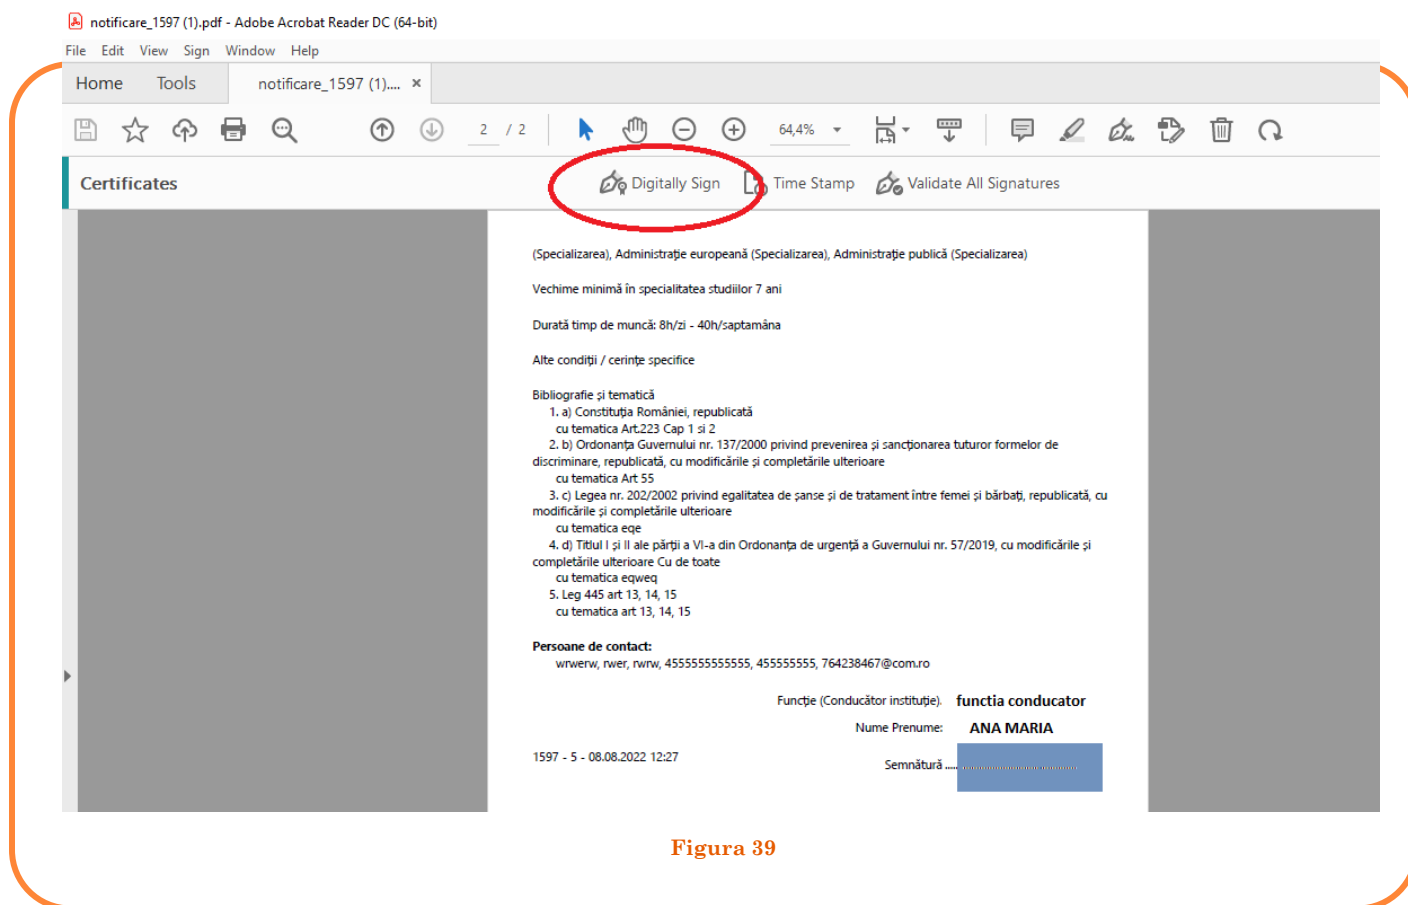 notificare_1597 (1).pdf - Adobe Acrobat Reader DC (64-bit)
File Edit View Sign Window Help
Home Tools notificare_1597 (1).... ×
2 / 2 64,4%
Certificates Digitally Sign Time Stamp Validate All Signatures
(Specializarea), Administrație europeană (Specializarea), Administrație publică (Specializarea)
Vechime minimă în specialitatea studiilor 7 ani
Durată timp de muncă: 8h/zi - 40h/saptamâna
Alte condiții / cerințe specifice
Bibliografie și tematică
1. a) Constituția României, republicată
cu tematica Art.223 Cap 1 si 2
2. b) Ordonanța Guvernului nr. 137/2000 privind prevenirea și sancționarea tuturor formelor de
discriminare, republicată, cu modificările și completările ulterioare
cu tematica Art 55
3. c) Legea nr. 202/2002 privind egalitatea de șanse și de tratament între femei și bărbați, republicată, cu
modificările și completările ulterioare
cu tematica eqe
4. d) Titlul I și II ale părții a VI-a din Ordonanța de urgență a Guvernului nr. 57/2019, cu modificările și
completările ulterioare Cu de toate
cu tematica eqweq
5. Leg 445 art 13, 14, 15
cu tematica art 13, 14, 15
Persoane de contact:
wrwerw, rwer, rwrw, 4555555555555, 455555555, 764238467@com.ro
Funcție (Conducător instituție). functia conducator
Nume Prenume: ANA MARIA
1597 - 5 - 08.08.2022 12:27
Semnătură .....
Figura 39